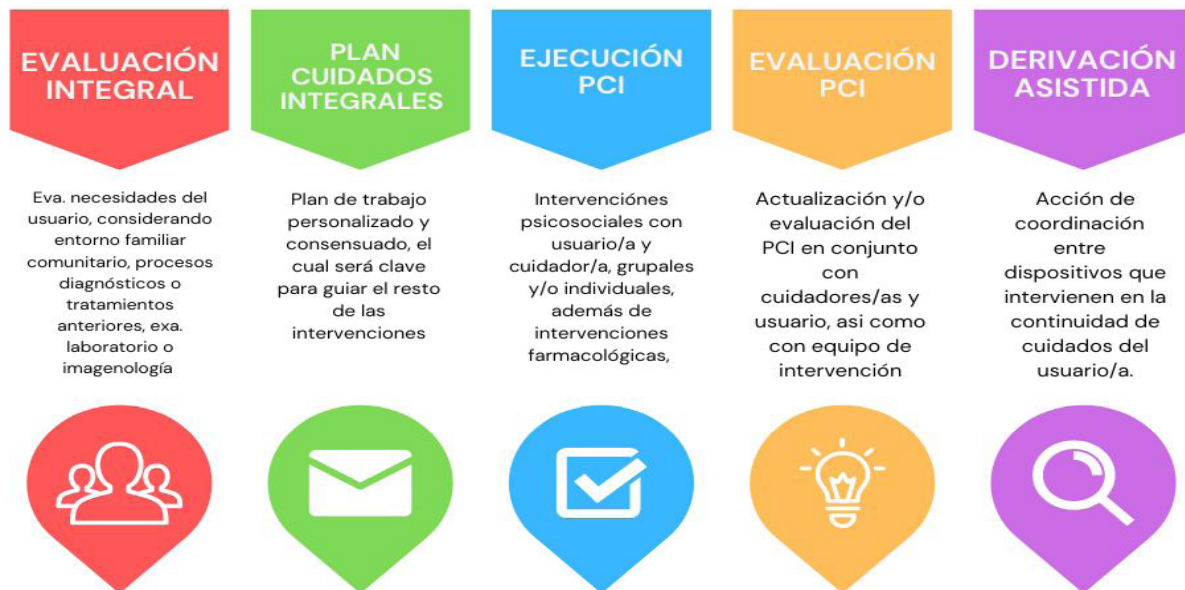 EVALUACIÓN
INTEGRAL
Eva. necesidades del
usuario, considerando
entorno familiar
comunitario, procesos
diagnósticos o
tratamientos
anteriores, exa.
laboratorio o
imagenología
PLAN
CUIDADOS
INTEGRALES
Plan de trabajo
personalizado y
consensuado, el
cual será clave
para guiar el resto
de las
intervenciones
EJECUCIÓN
PCI
Intervenciónes
psicosociales con
usuario/a y
cuidador/a, grupales
y/o individuales,
además de
intervenciones
farmacológicas,
EVALUACIÓN
PCI
Actualización y/o
evaluación del
PCI en conjunto
con
cuidadores/as y
usuario, asi como
con equipo de
intervención
DERIVACIÓN
ASISTIDA
Acción de
coordinación
entre
dispositivos que
intervienen en la
continuidad de
cuidados del
usuario/a.